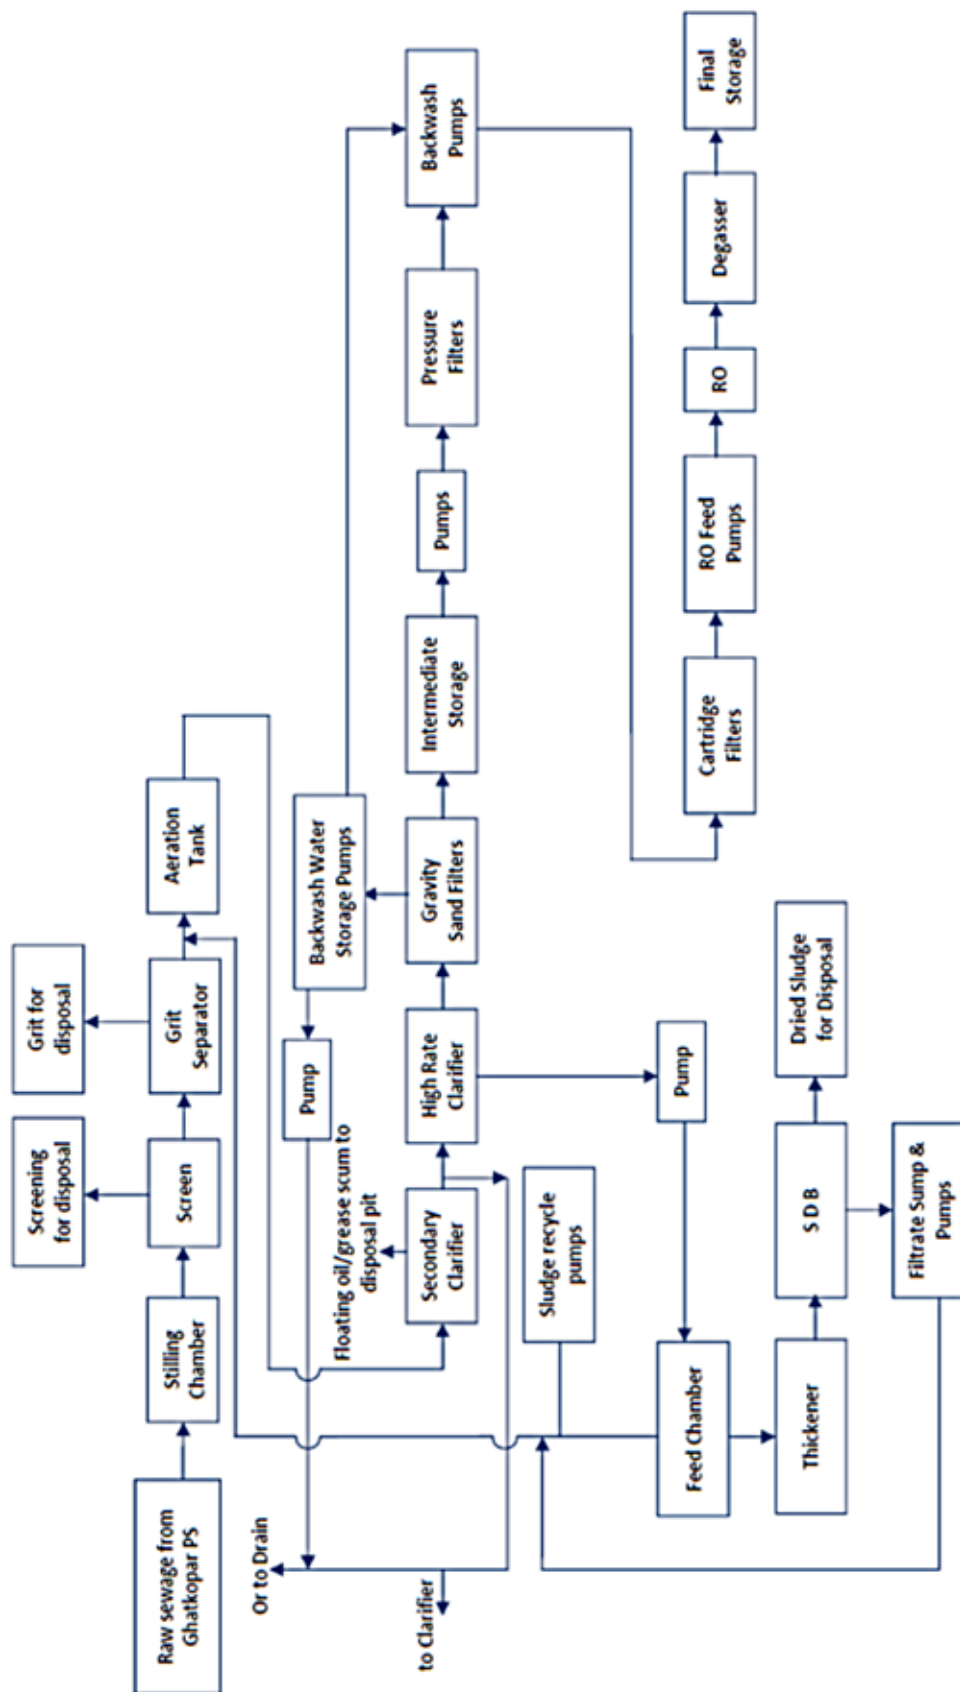 Raw sewage from
Ghatkopar PS
Stilling
Chamber
Screen
Screening
for disposal
Grit
Separator
Grit for
disposal
Aeration
Tank
Or to Drain
to Clarifier
Pump
Backwash Water
Storage Pumps
Floating oil/grease scum to
disposal pit
Secondary
Clarifier
High Rate
Clarifier
Gravity
Sand Filters
Intermediate
Storage
Pumps
Pressure
Filters
Backwash
Pumps
Sludge recycle
pumps
Feed Chamber
Pump
Thickener
S D B
Dried Sludge
for Disposal
Filtrate Sump &
Pumps
Cartridge
Filters
RO Feed
Pumps
RO
Degasser
Final
Storage